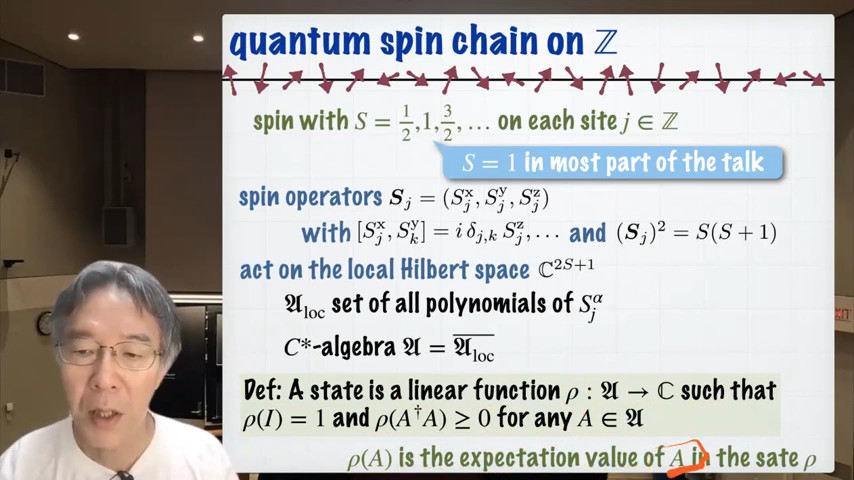 quantum spin chain on ℤ
spin with S = 1/2, 1, 3/2, … on each site j ∈ ℤ
S = 1 in most part of the talk
spin operators S_j = (S_j^x, S_j^y, S_j^z)
with [S_j^x, S_k^y] = i δ_{j,k} S_j^z, … and (S_j)^2 = S(S + 1)
act on the local Hilbert space ℂ^{2S+1}
𝔄_loc set of all polynomials of S_j^α
C*-algebra 𝔄 = \overline{𝔄_loc}
Def: A state is a linear function ρ : 𝔄 → ℂ such that
ρ(I) = 1 and ρ(A†A) ≥ 0 for any A ∈ 𝔄
ρ(A) is the expectation value of A in the sate ρ